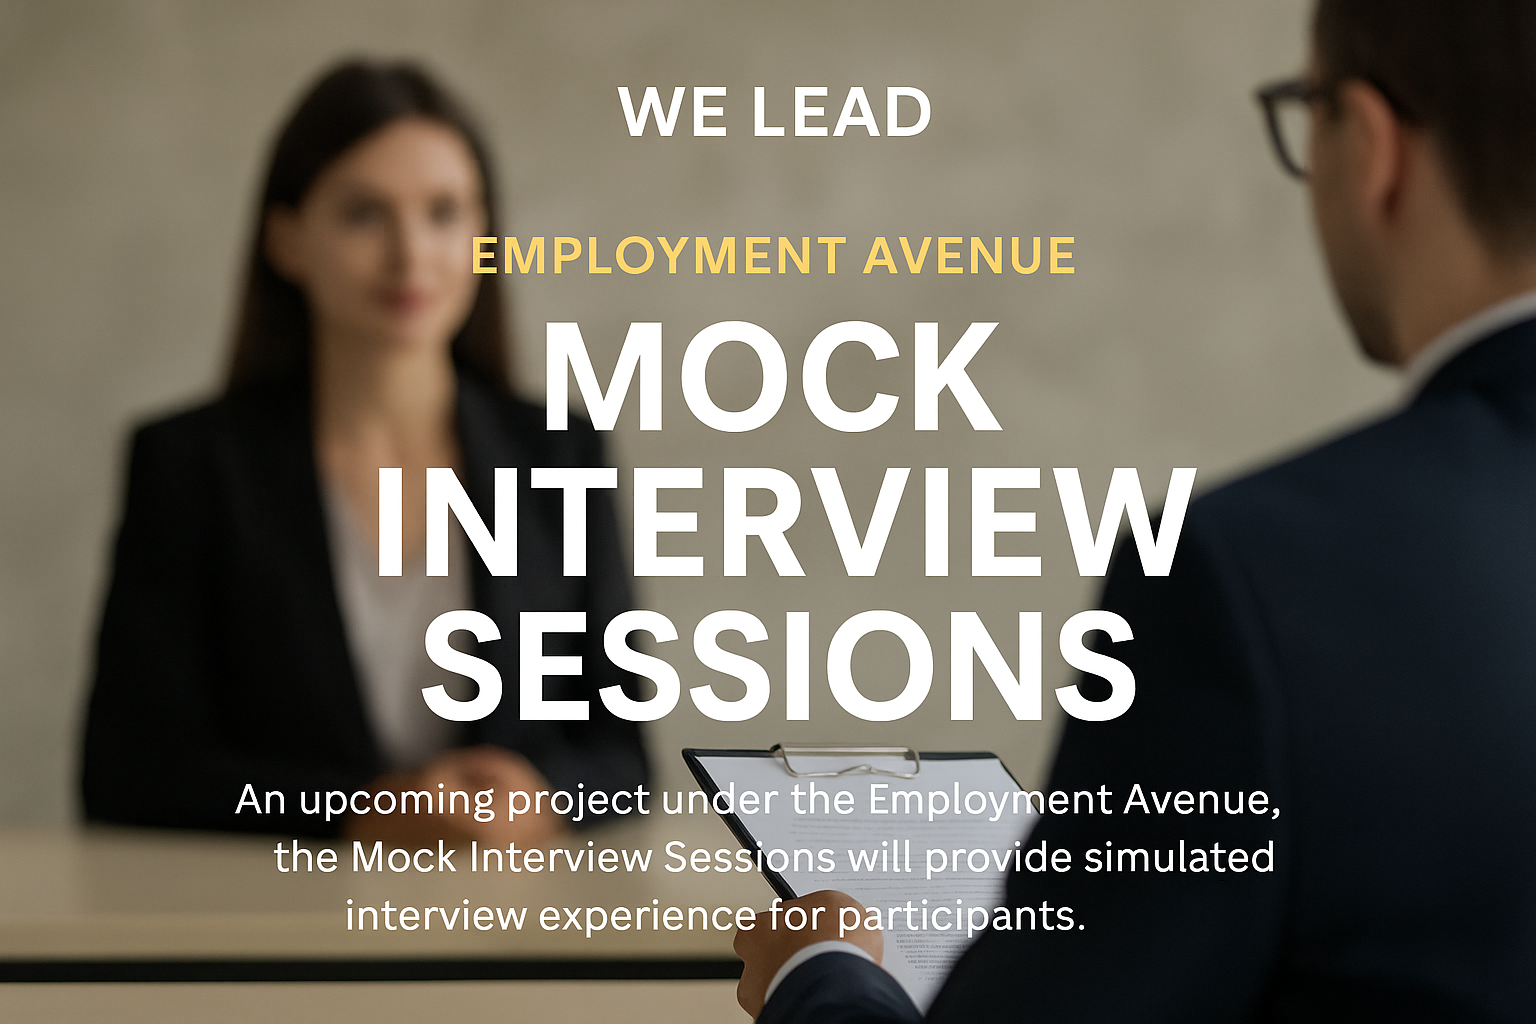 WE LEAD
EMPLOYMENT AVENUE
MOCK
INTERVIEW
SESSIONS
An upcoming project under the Employment Avenue,
the Mock Interview Sessions will provide simulated
interview experience for participants.